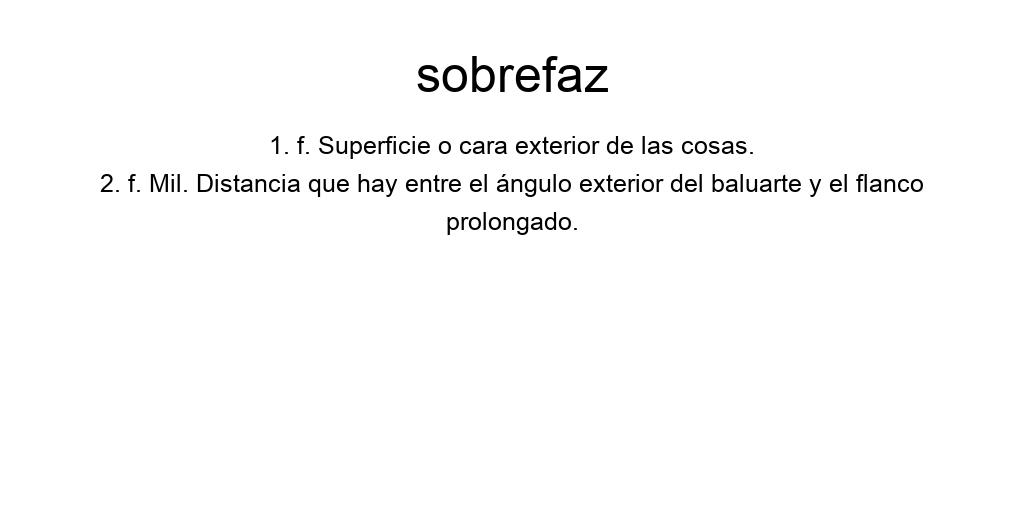 sobrefaz
1. f. Superficie o cara exterior de las cosas.
2. f. Mil. Distancia que hay entre el ángulo exterior del baluarte y el flanco
prolongado.